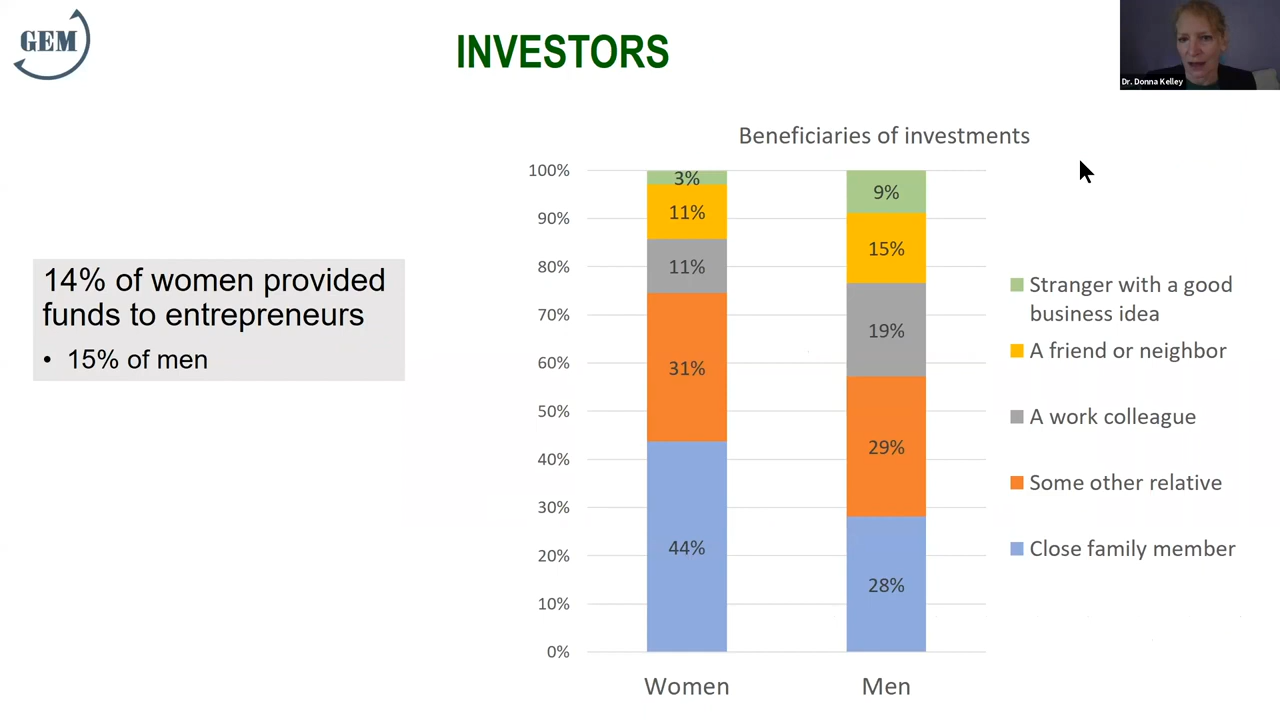 GEM
INVESTORS
Dr. Donna Kelley
14% of women provided
funds to entrepreneurs
• 15% of men
Beneficiaries of investments
100%
90%
80%
70%
60%
50%
40%
30%
20%
10%
0%
3%
11%
11%
31%
44%
9%
15%
19%
29%
28%
Women
Men
Stranger with a good
business idea
A friend or neighbor
A work colleague
Some other relative
Close family member